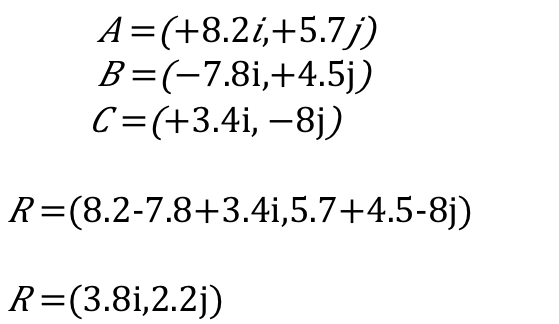 A=(+8.2i,+5.7j)
B=(−7.8i,+4.5j)
C=(+3.4i, −8j)
R=(8.2-7.8+3.4i,5.7+4.5-8j)
R=(3.8i,2.2j)